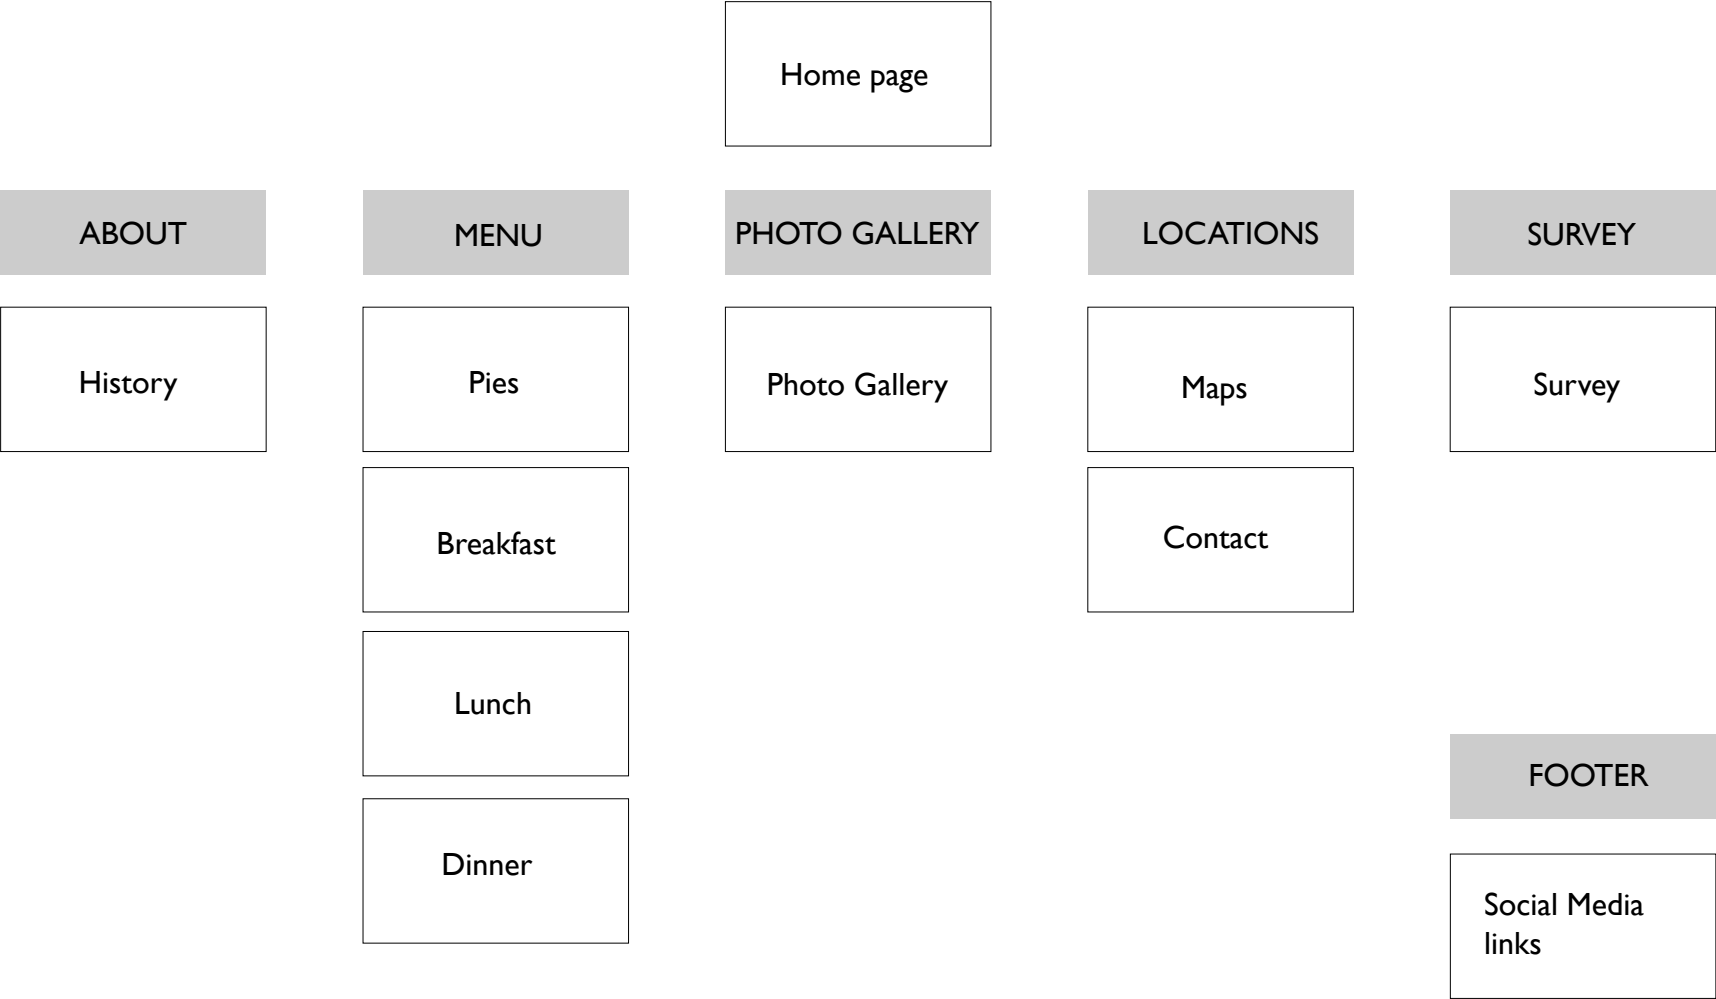 Home page
ABOUT
MENU
PHOTO GALLERY
LOCATIONS
SURVEY
History
Pies
Photo Gallery
Maps
Survey
Breakfast
Contact
Lunch
FOOTER
Dinner
Social Media
links